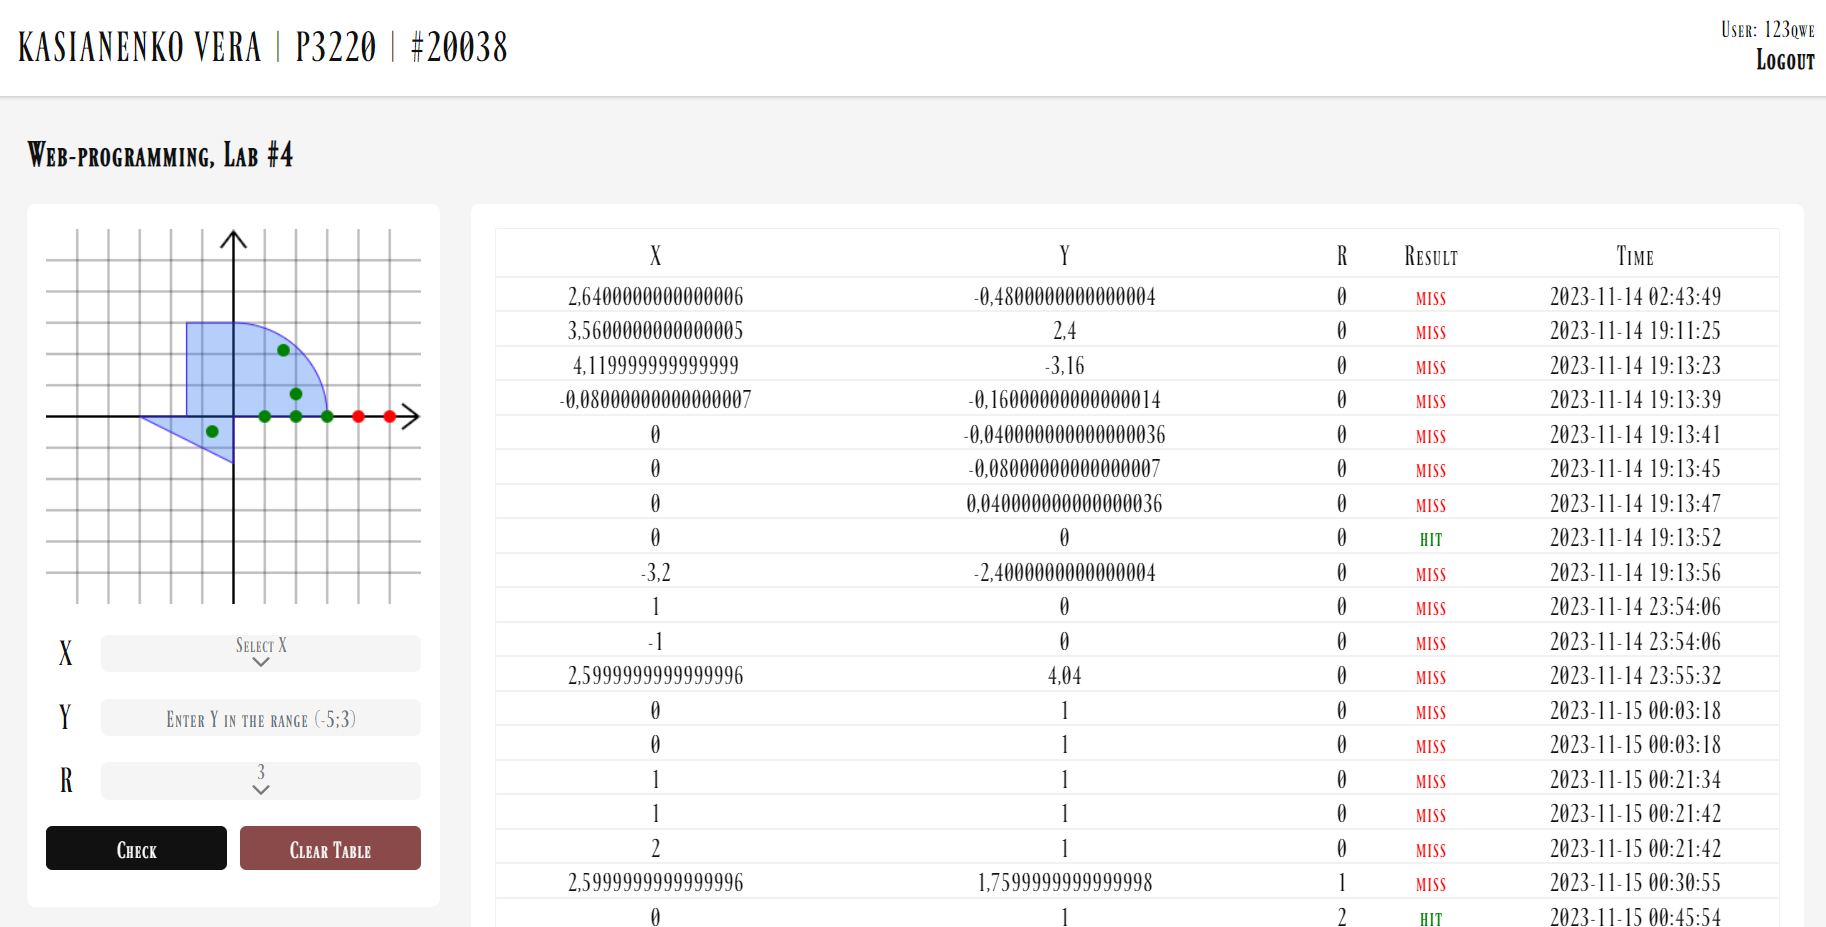 KASIANENKO VERA | P3220 | #20038
User: 123qwe
Logout
Web-programming, Lab #4
X Select X
Y Enter Y in the range (-5;3)
R 3
Check Clear Table
X Y R Result Time
2,6400000000000006 -0,4800000000000004 0 miss 2023-11-14 02:43:49
3,5600000000000005 2,4 0 miss 2023-11-14 19:11:25
4,119999999999999 -3,16 0 miss 2023-11-14 19:13:23
-0,08000000000000007 -0,16000000000000014 0 miss 2023-11-14 19:13:39
0 -0,040000000000000036 0 miss 2023-11-14 19:13:41
0 -0,08000000000000007 0 miss 2023-11-14 19:13:45
0 0,040000000000000036 0 miss 2023-11-14 19:13:47
0 0 0 hit 2023-11-14 19:13:52
-3,2 -2,4000000000000004 0 miss 2023-11-14 19:13:56
1 0 0 miss 2023-11-14 23:54:06
-1 0 0 miss 2023-11-14 23:54:06
2,5999999999999996 4,04 0 miss 2023-11-14 23:55:32
0 1 0 miss 2023-11-15 00:03:18
0 1 0 miss 2023-11-15 00:03:18
1 1 0 miss 2023-11-15 00:21:34
1 1 0 miss 2023-11-15 00:21:42
2 1 0 miss 2023-11-15 00:21:42
2,5999999999999996 1,7599999999999998 1 miss 2023-11-15 00:30:55
0 1 2 hit 2023-11-15 00:45:54